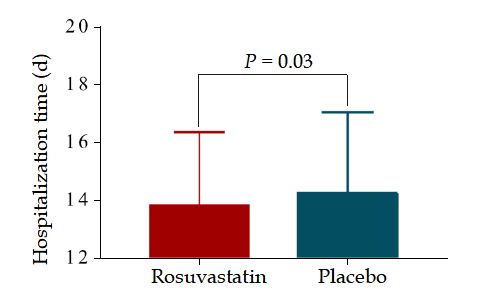 Hospitalization time (d)
20
18
16
14
12
P = 0.03
Rosuvastatin
Placebo